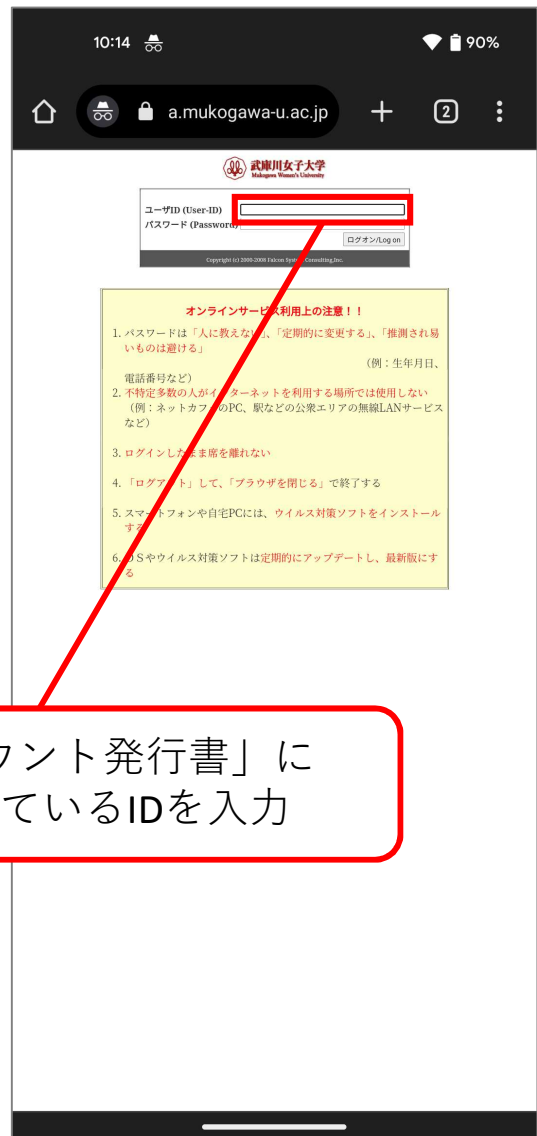 10:14
90%
a.mukogawa-u.ac.jp
2
武庫川女子大学
Mukogawa Women's University
ユーザID (User-ID)
パスワード (Password)
ログオン/Log on
Copyright (c) 2000-2008 Falcon System Consulting,Inc.
オンラインサービス利用上の注意！！
1. パスワードは「人に教えない」、「定期的に変更する」、「推測され易
いものは避ける」
(例：生年月日、
電話番号など)
2. 不特定多数の人がインターネットを利用する場所では使用しない
(例：ネットカフェのPC、駅などの公衆エリアの無線LANサービス
など)
3. ログインしたまま席を離れない
4. 「ログアウト」して、「ブラウザを閉じる」で終了する
5. スマートフォンや自宅PCには、ウイルス対策ソフトをインストール
する
6. ＯＳやウイルス対策ソフトは定期的にアップデートし、最新版にす
る
ウント発行書」に
ているIDを入力